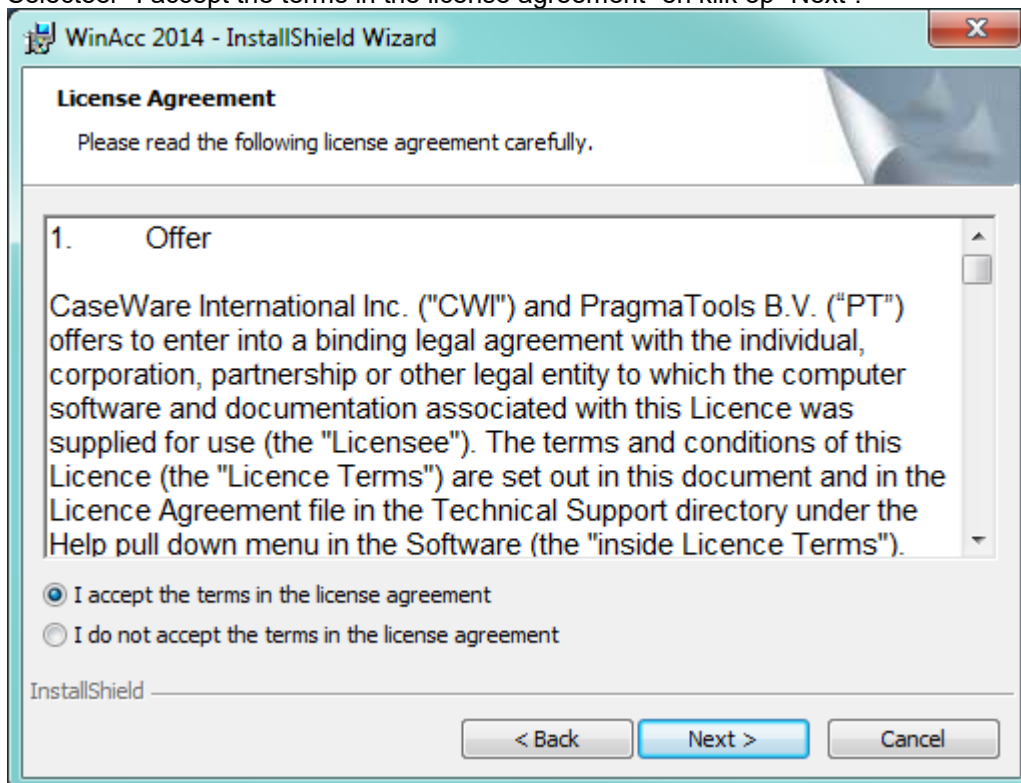 Selecteer "I accept the terms in the license agreement" en klik op "Next".
WinAcc 2014 - InstallShield Wizard
License Agreement
Please read the following license agreement carefully.
1. Offer
CaseWare International Inc. ("CWI") and PragmaTools B.V. (“PT”)
offers to enter into a binding legal agreement with the individual,
corporation, partnership or other legal entity to which the computer
software and documentation associated with this Licence was
supplied for use (the "Licensee"). The terms and conditions of this
Licence (the "Licence Terms") are set out in this document and in the
Licence Agreement file in the Technical Support directory under the
Help pull down menu in the Software (the "inside Licence Terms").
I accept the terms in the license agreement
I do not accept the terms in the license agreement
InstallShield
< Back Next > Cancel